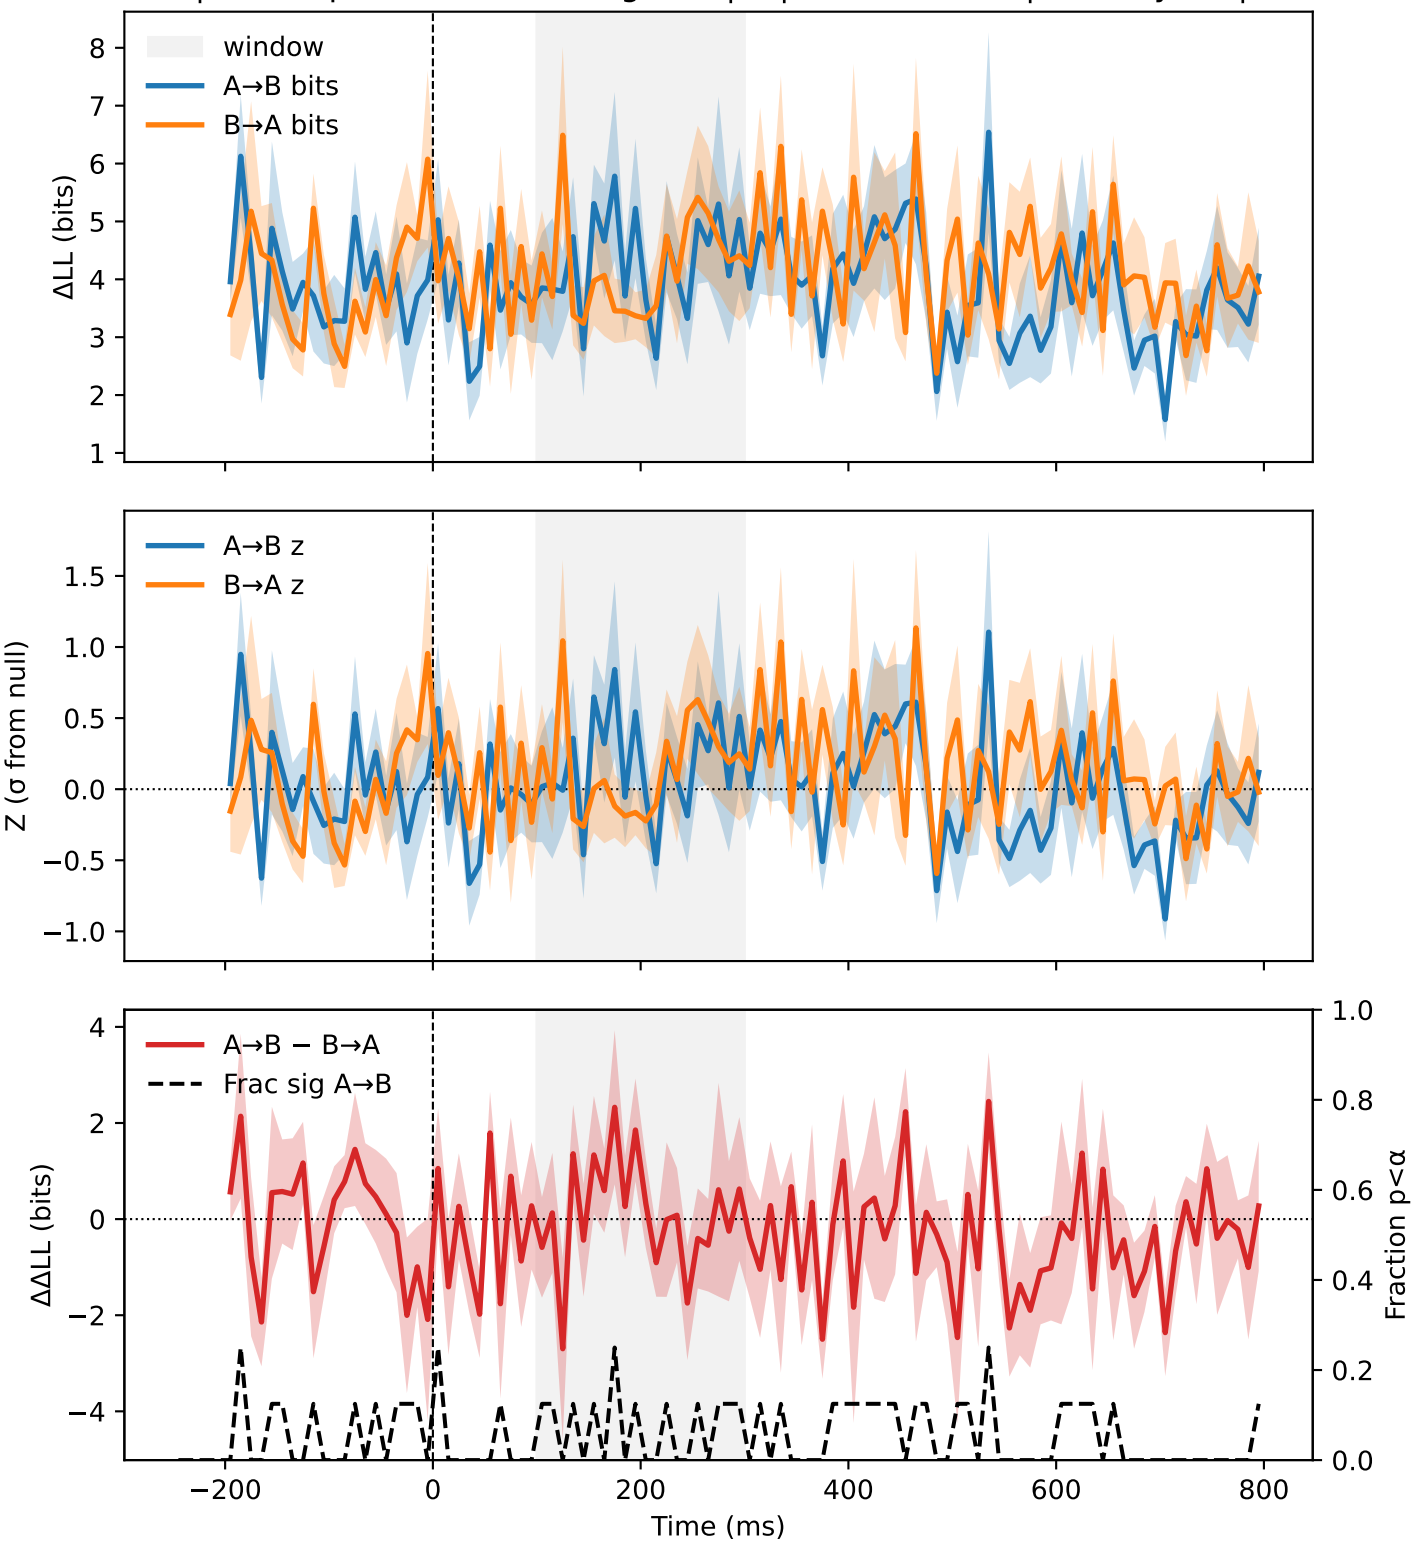 window
A→B bits
B→A bits
ΔLL (bits)
8
7
6
5
4
3
2
1
A→B z
B→A z
Z (σ from null)
1.5
1.0
0.5
0.0
−0.5
−1.0
A→B − B→A
Frac sig A→B
ΔΔLL (bits)
4
2
0
−2
−4
1.0
0.8
0.6
0.4
0.2
0.0
Fraction p<α
−200 0 200 400 600 800
Time (ms)